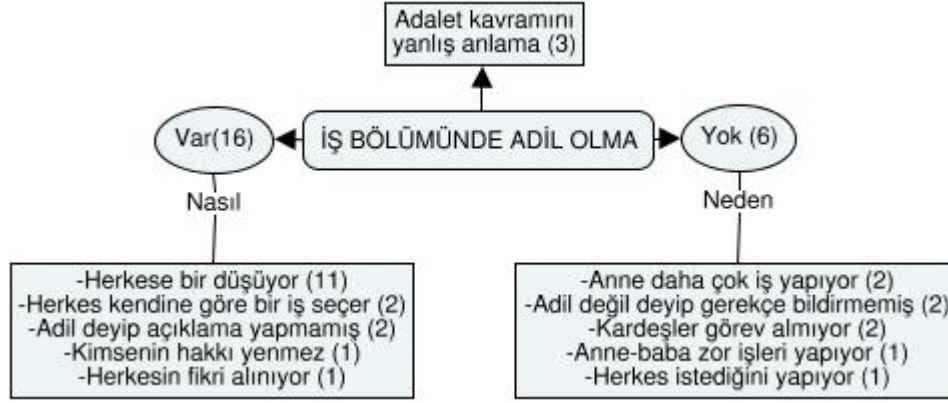 Adalet kavramını
yanlış anlama (3)
Var(16)
İŞ BÖLÜMÜNDE ADİL OLMA
Yok (6)
Nasıl
Neden
-Herkese bir düşüyor (11)
-Herkes kendine göre bir iş seçer (2)
-Adil deyip açıklama yapmamış (2)
-Kimsenin hakkı yenmez (1)
-Herkesin fikri alınıyor (1)
-Anne daha çok iş yapıyor (2)
-Adil değil deyip gerekçe bildirmemiş (2)
-Kardeşler görev almıyor (2)
-Anne-baba zor işleri yapıyor (1)
-Herkes istediğini yapıyor (1)